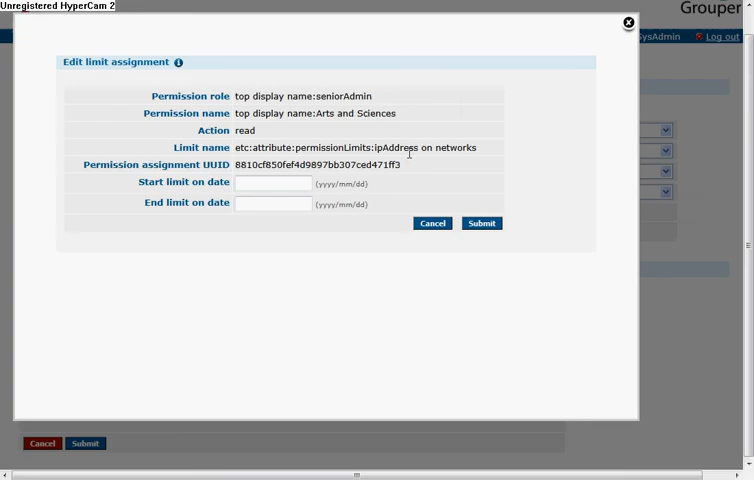 Unregistered HyperCam 2
Grouper
SysAdmin Log out
Edit limit assignment
Permission role top display name:seniorAdmin
Permission name top display name:Arts and Sciences
Action read
Limit name etc:attribute:permissionLimits:ipAddress on networks
Permission assignment UUID 8810cf850fef4d9897bb307ced471ff3
Start limit on date (yyyy/mm/dd)
End limit on date (yyyy/mm/dd)
Cancel Submit
Cancel Submit